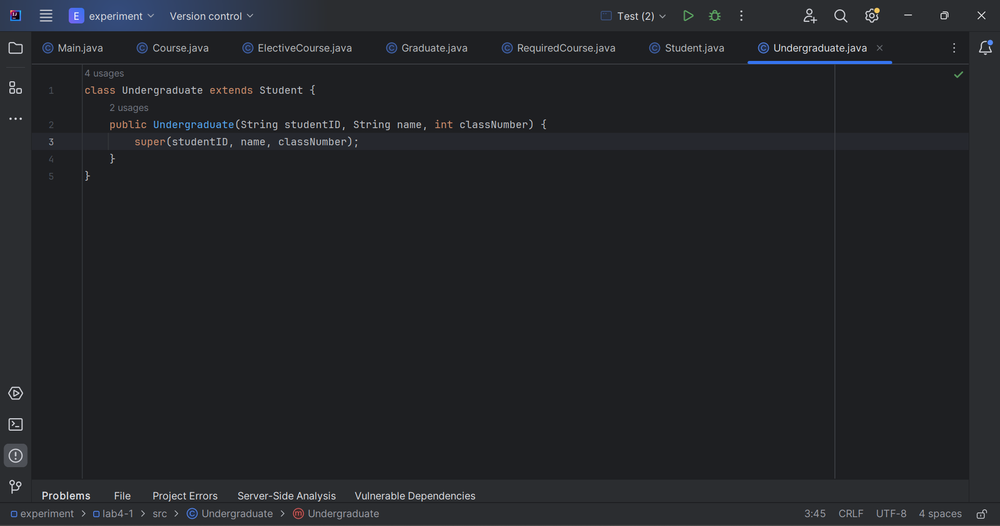 E experiment Version control Test (2)
Main.java Course.java ElectiveCourse.java Graduate.java RequiredCourse.java Student.java Undergraduate.java
4 usages
1 class Undergraduate extends Student {
2 usages
2 public Undergraduate(String studentID, String name, int classNumber) {
3 super(studentID, name, classNumber);
4 }
5 }
Problems File Project Errors Server-Side Analysis Vulnerable Dependencies
experiment > lab4-1 > src > Undergraduate > Undergraduate 3:45 CRLF UTF-8 4 spaces